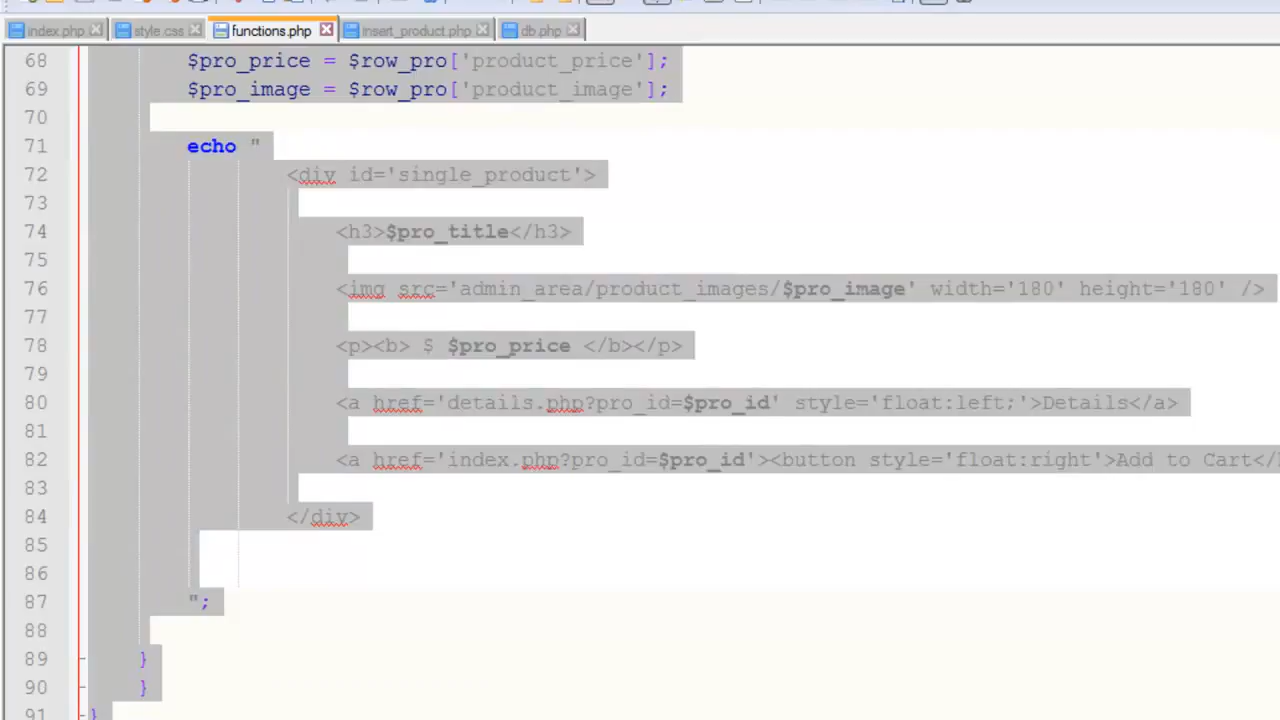 index.php style.css functions.php insert_product.php db.php
68 $pro_price = $row_pro['product_price'];
69 $pro_image = $row_pro['product_image'];
70
71 echo "
72 <div id='single_product'>
73
74 <h3>$pro_title</h3>
75
76 <img src='admin_area/product_images/$pro_image' width='180' height='180' />
77
78 <p><b> $ $pro_price </b></p>
79
80 <a href='details.php?pro_id=$pro_id' style='float:left;'>Details</a>
81
82 <a href='index.php?pro_id=$pro_id'><button style='float:right'>Add to Cart</
83
84 </div>
85
86
87 ";
88
89 }
90 }
91 }